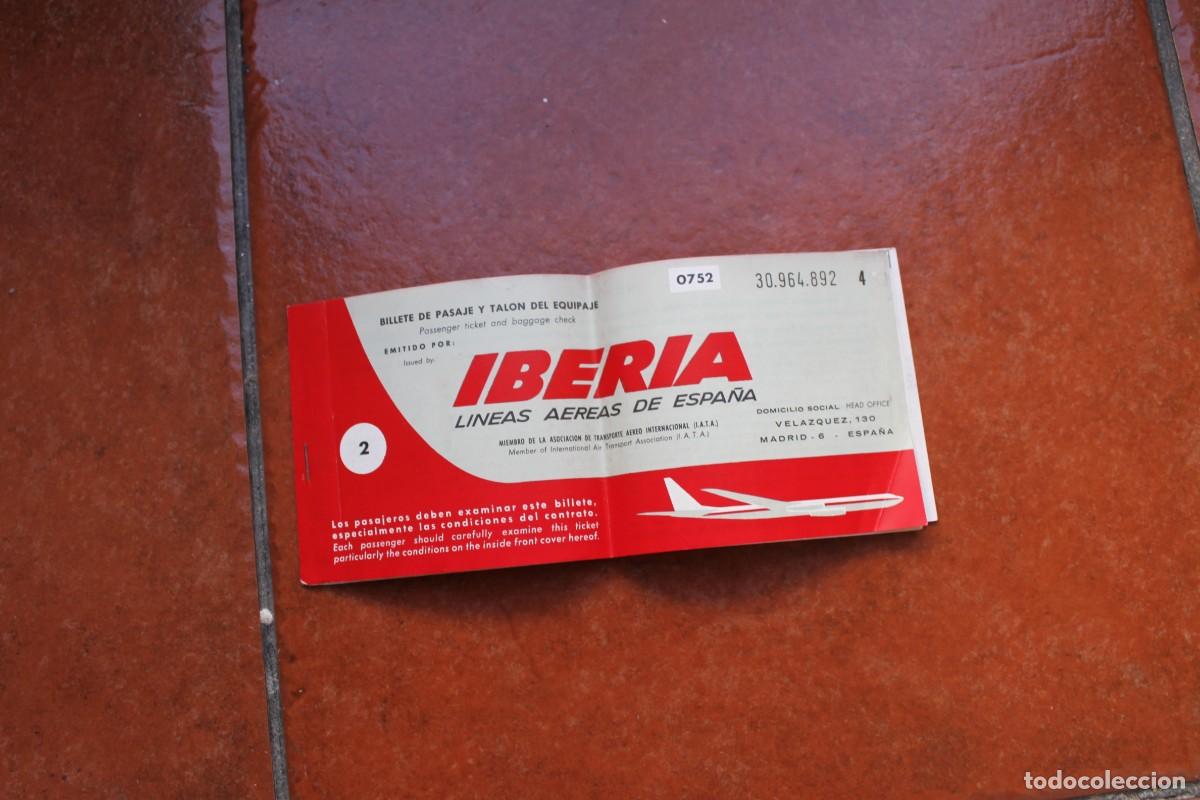 0752 30.964.892 4
BILLETE DE PASAJE Y TALON DEL EQUIPAJE
Passenger ticket and baggage check
EMITIDO POR:
Issued by:
IBERIA
LINEAS AEREAS DE ESPAÑA
MIEMBRO DE LA ASOCIACION DE TRANSPORTE AEREO INTERNACIONAL (I.A.T.A.)
Member of International Air Transport Association (I.A.T.A.)
DOMICILIO SOCIAL HEAD OFFICE
VELAZQUEZ, 130
MADRID - 6 - ESPAÑA
2
Los pasajeros deben examinar este billete,
especialmente las condiciones del contrato.
Each passenger should carefully examine this ticket
particularly the conditions on the inside front cover hereof.
todocoleccion